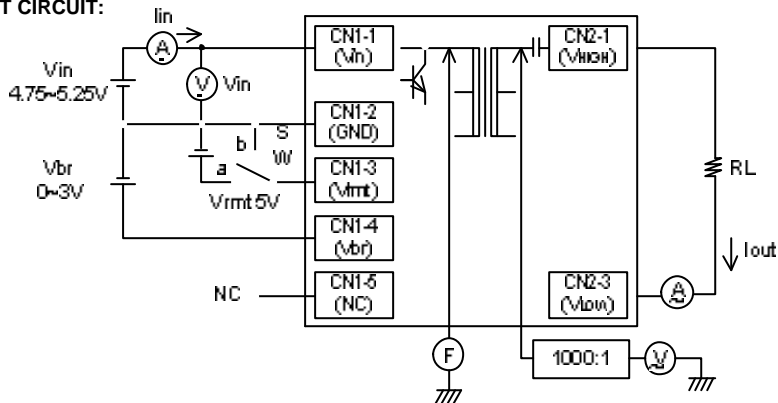 T CIRCUIT:
Iin
A
Vin
4.75~5.25V
V
Vin
CN1-1
(Vin)
CN1-2
(GND)
S
W
b
a
Vrmt 5V
CN1-3
(Vrmt)
Vbr
0~3V
CN1-4
(Vbr)
NC
CN1-5
(NC)
CN2-1
(VHIGH)
RL
Iout
CN2-3
(VLOW)
A
F
1000:1
V